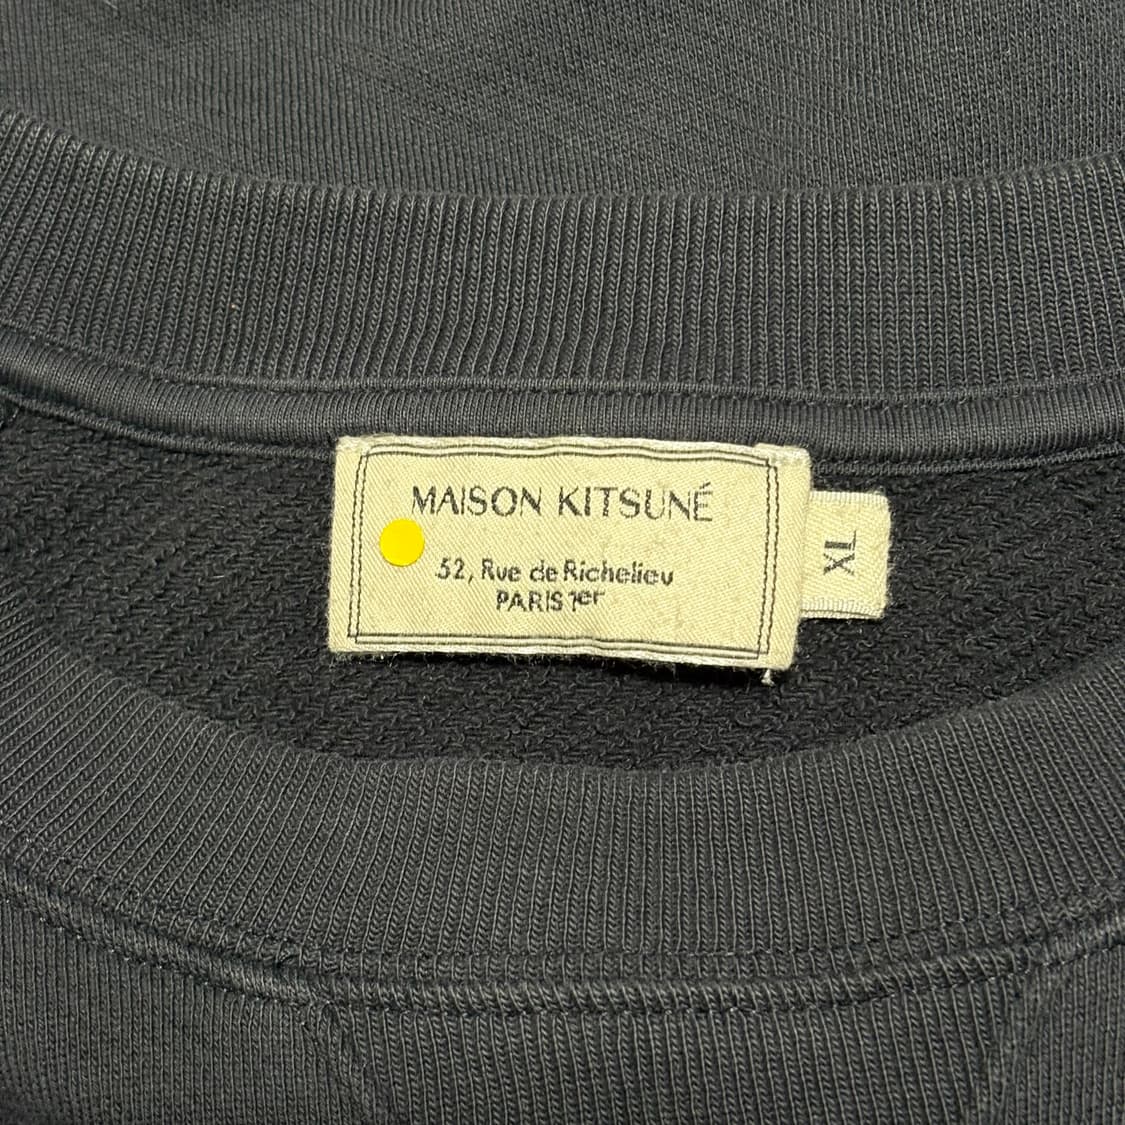 MAISON KITSUNÉ
52, Rue de Richelieu
PARIS 1er
XL